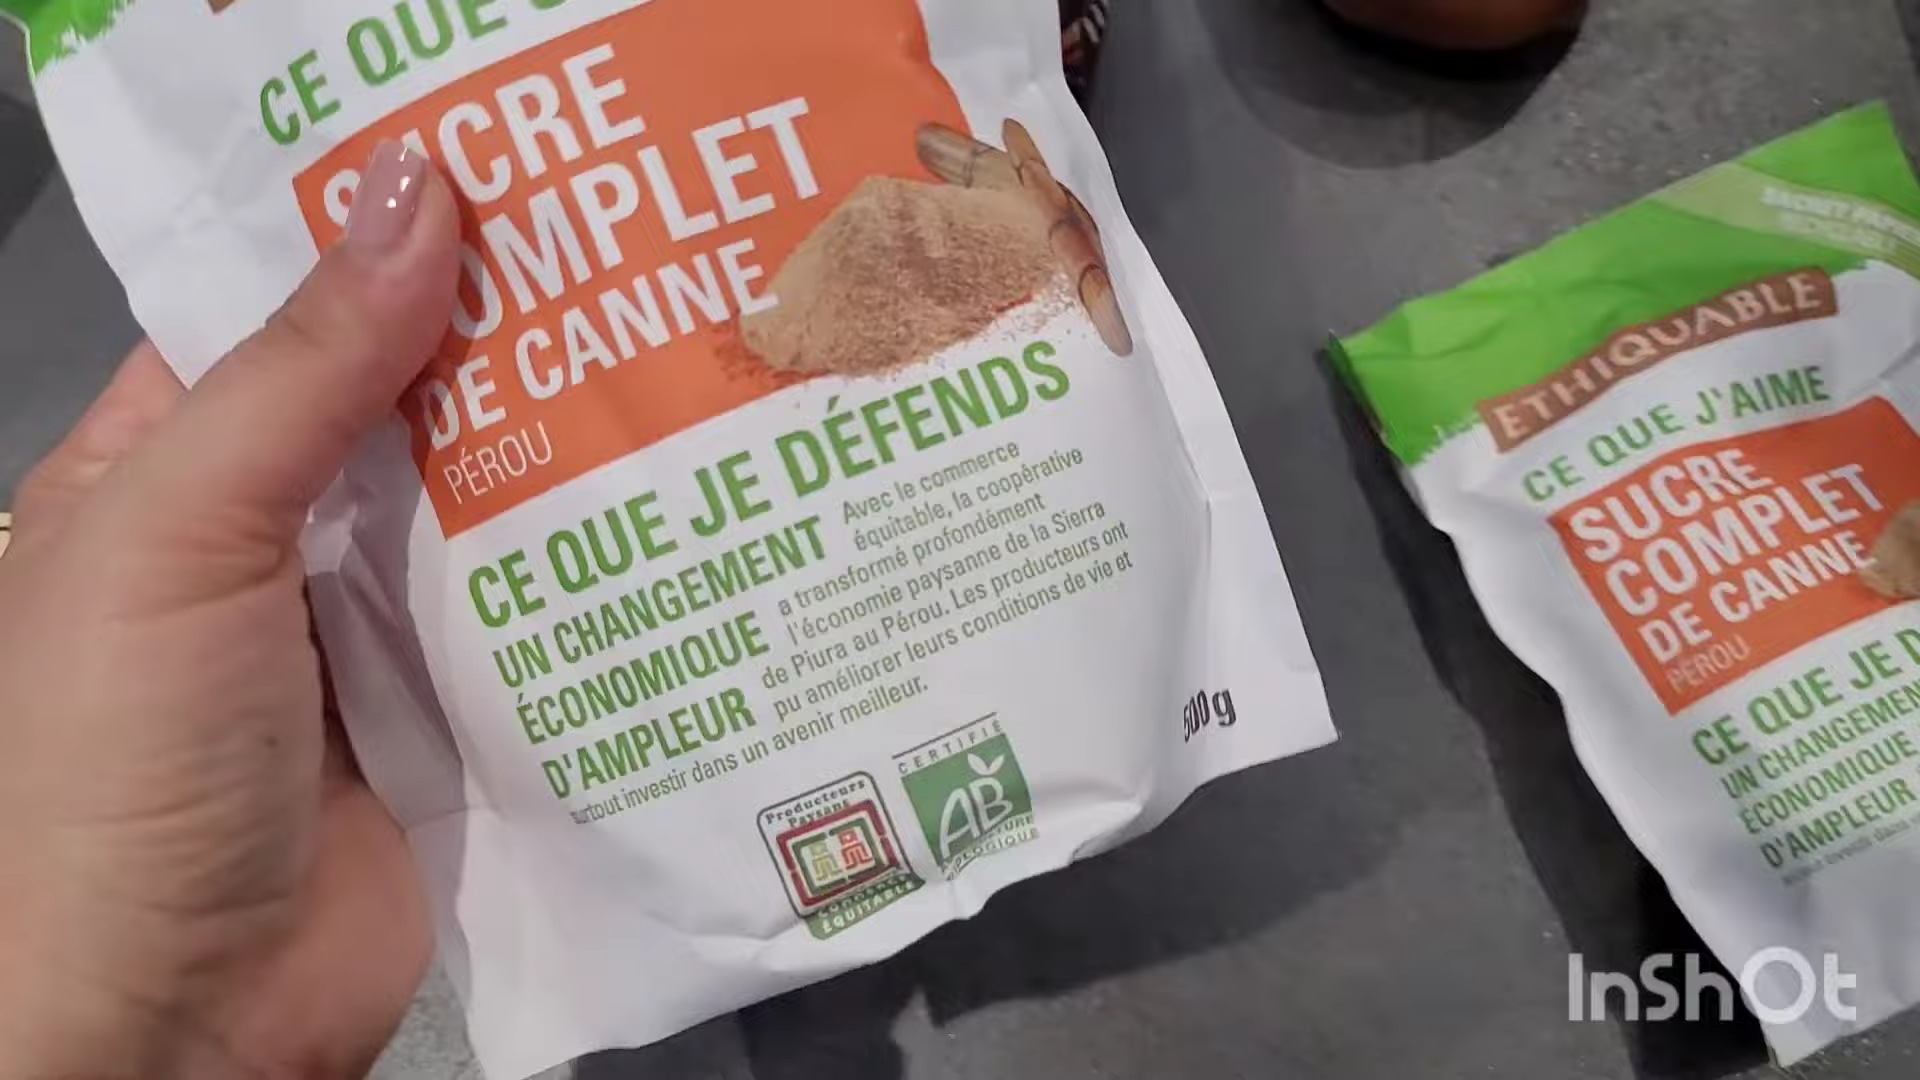 CE QUE
SUCRE
COMPLET
DE CANNE
PÉROU
CE QUE JE DÉFENDS
UN CHANGEMENT
ÉCONOMIQUE
D'AMPLEUR
Avec le commerce
équitable, la coopérative
a transformé profondément
l'économie paysanne de la Sierra
de Piura au Pérou. Les producteurs ont
pu améliorer leurs conditions de vie et
surtout investir dans un avenir meilleur.
500 g
Producteurs
Paysans
COMMERCE
ÉQUITABLE
CERTIFIÉ
AB
AGRICULTURE
BIOLOGIQUE
ETHIQUABLE
CE QUE J'AIME
SUCRE
COMPLET
DE CANNE
PÉROU
CE QUE JE D
UN CHANGEMEN
ÉCONOMIQUE
D'AMPLEUR
InShOt